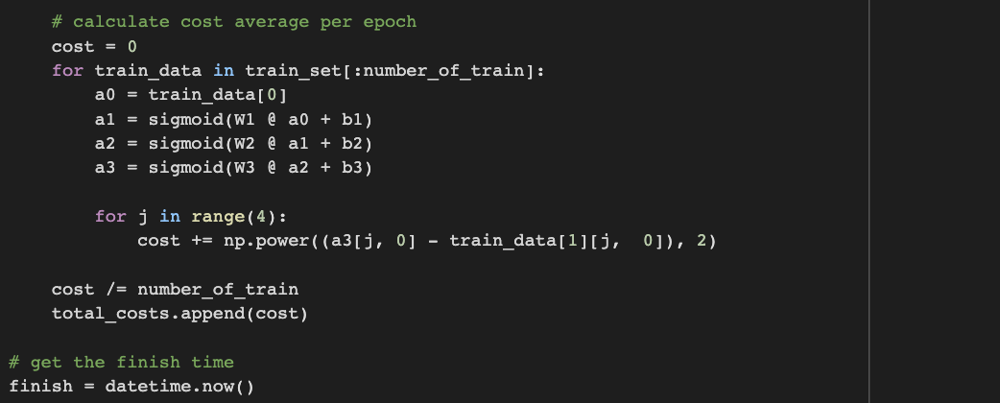 # calculate cost average per epoch
cost = 0
for train_data in train_set[:number_of_train]:
a0 = train_data[0]
a1 = sigmoid(W1 @ a0 + b1)
a2 = sigmoid(W2 @ a1 + b2)
a3 = sigmoid(W3 @ a2 + b3)
for j in range(4):
cost += np.power((a3[j, 0] - train_data[1][j,  0]), 2)
cost /= number_of_train
total_costs.append(cost)
# get the finish time
finish = datetime.now()